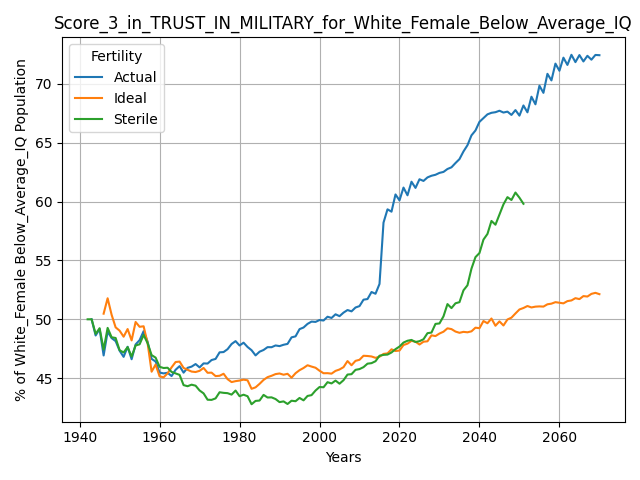 Score_3_in_TRUST_IN_MILITARY_for_White_Female_Below_Average_IQ
Fertility
Actual
Ideal
Sterile
% of White_Female Below_Average_IQ Population
70
65
60
55
50
45
1940
1960
1980
2000
2020
2040
2060
Years